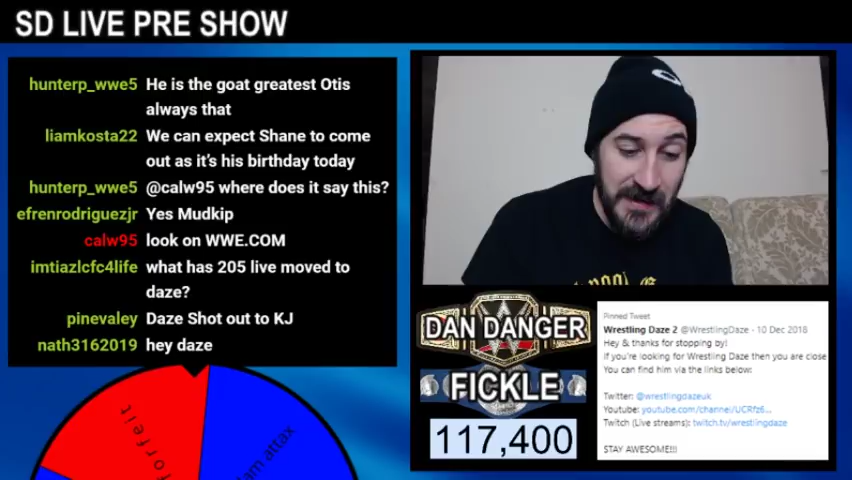 SD LIVE PRE SHOW
hunterp_wwe5 He is the goat greatest Otis
always that
liamkosta22 We can expect Shane to come
out as it's his birthday today
hunterp_wwe5 @calw95 where does it say this?
efrenrodriguezjr Yes Mudkip
calw95 look on WWE.COM
imtiazlcfc4life what has 205 live moved to
daze?
pinevaley Daze Shot out to KJ
nath3162019 hey daze
forfeit
attax
DAN DANGER
FICKLE
117,400
Pinned Tweet
Wrestling Daze 2 @WrestlingDaze - 10 Dec 2018
Hey & thanks for stopping by!
If you're looking for Wrestling Daze then you are close
You can find him via the links below:
Twitter: @wrestlingdazeuk
Youtube: youtube.com/channel/UCRfz6...
Twitch (Live streams): twitch.tv/wrestlingdaze
STAY AWESOME!!!